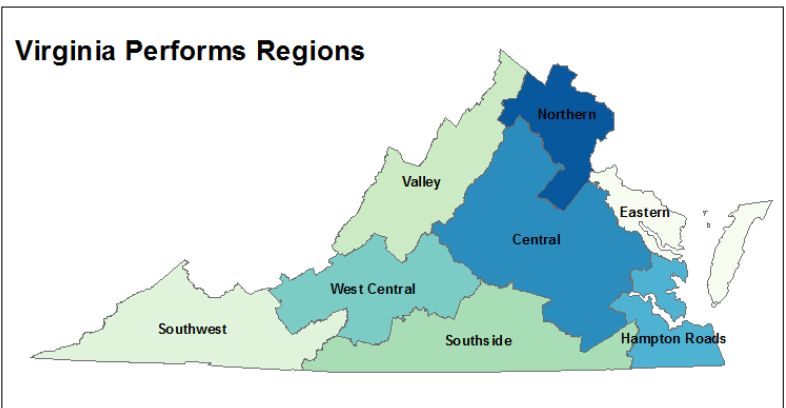 Virginia Performs Regions
Northern
Valley
Eastern
Central
West Central
Southwest
Southside
Hampton Roads